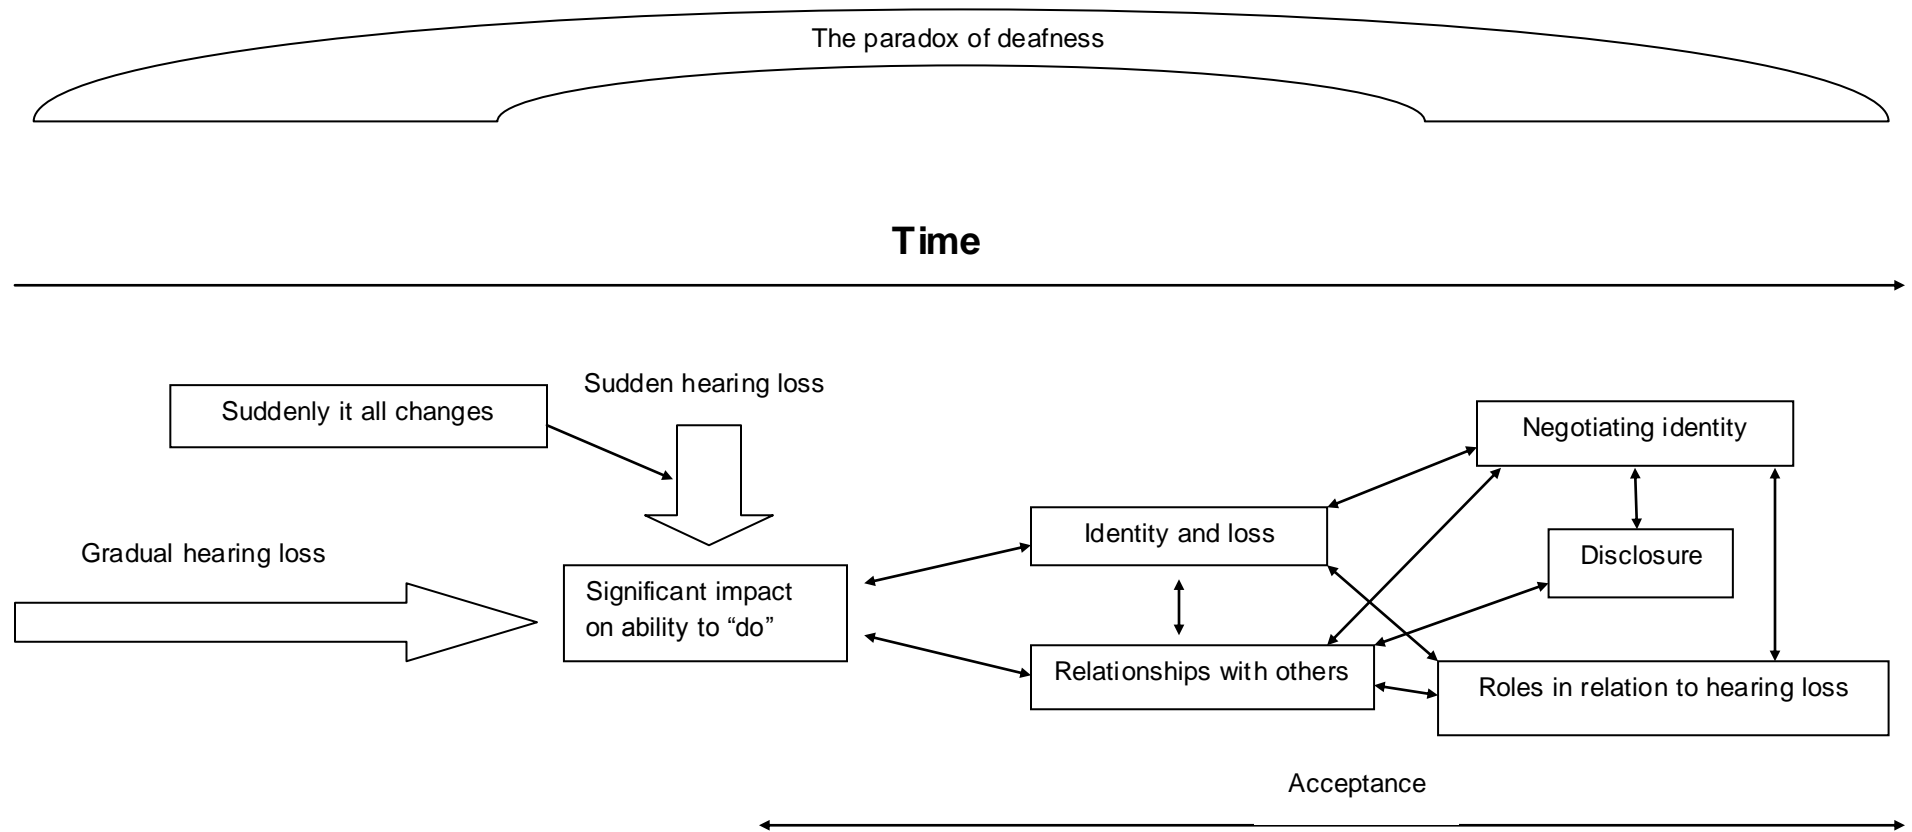 The paradox of deafness
Time
Sudden hearing loss
Suddenly it all changes
Negotiating identity
Identity and loss
Gradual hearing loss
Disclosure
Significant impact
on ability to “do”
Relationships with others
Roles in relation to hearing loss
Acceptance